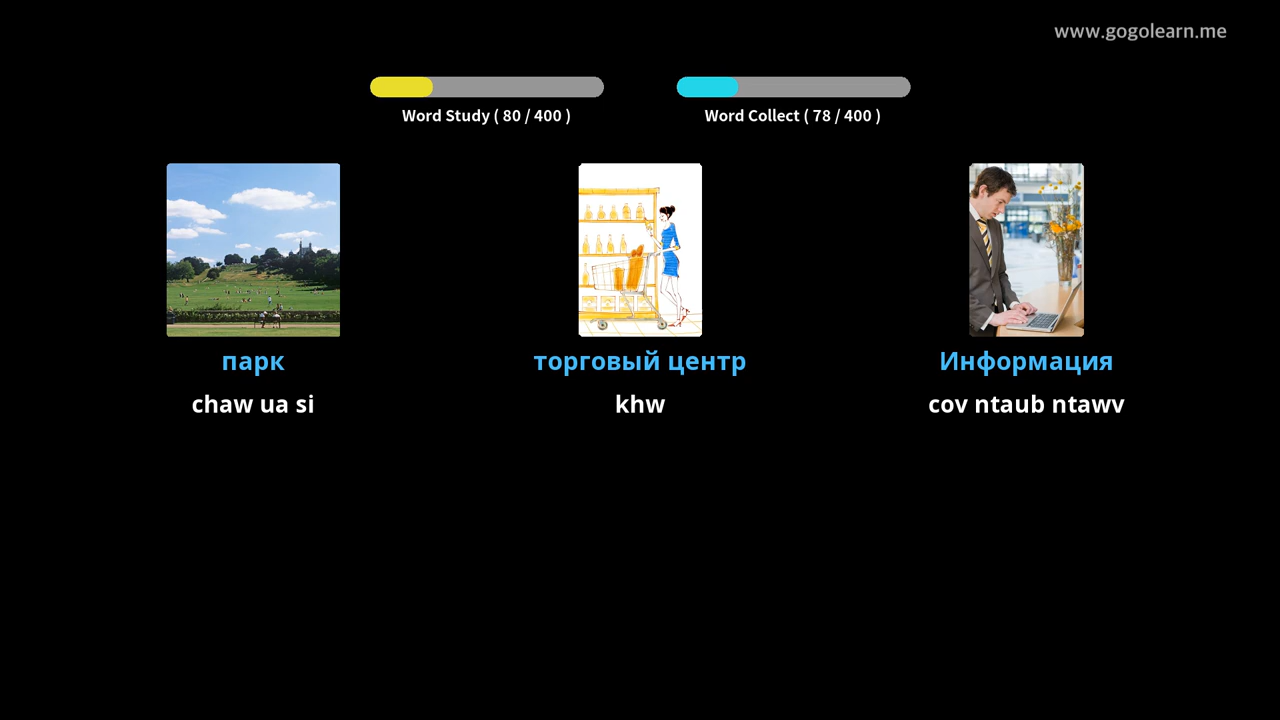 www.gogolearn.me
Word Study ( 80 / 400 )
Word Collect ( 78 / 400 )
парк
торговый центр
Информация
chaw ua si
khw
cov ntaub ntawv